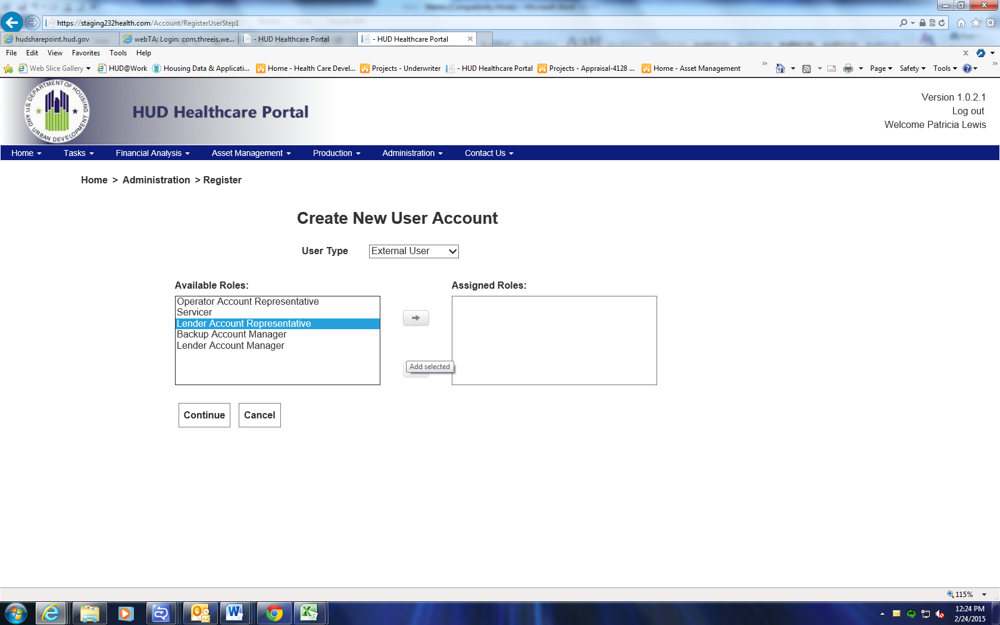 https://staging232health.com/Account/RegisterUserStep1
hudsharepoint.hud.gov
webTA: Login: com.threeis.we...
- HUD Healthcare Portal
- HUD Healthcare Portal
File Edit View Favorites Tools Help
Web Slice Gallery HUD@Work Housing Data & Applicati... Home - Health Care Devel... Projects - Underwriter - HUD Healthcare Portal Projects - Appraisal-4128 ... Home - Asset Management Page Safety Tools
U.S. DEPARTMENT OF HOUSING AND URBAN DEVELOPMENT
HUD Healthcare Portal
Version 1.0.2.1
Log out
Welcome Patricia Lewis
Home Tasks Financial Analysis Asset Management Production Administration Contact Us
Home > Administration > Register
Create New User Account
User Type External User
Available Roles:
Operator Account Representative
Servicer
Lender Account Representative
Backup Account Manager
Lender Account Manager
Add selected
Assigned Roles:
Continue Cancel
115%
12:24 PM
2/24/2015